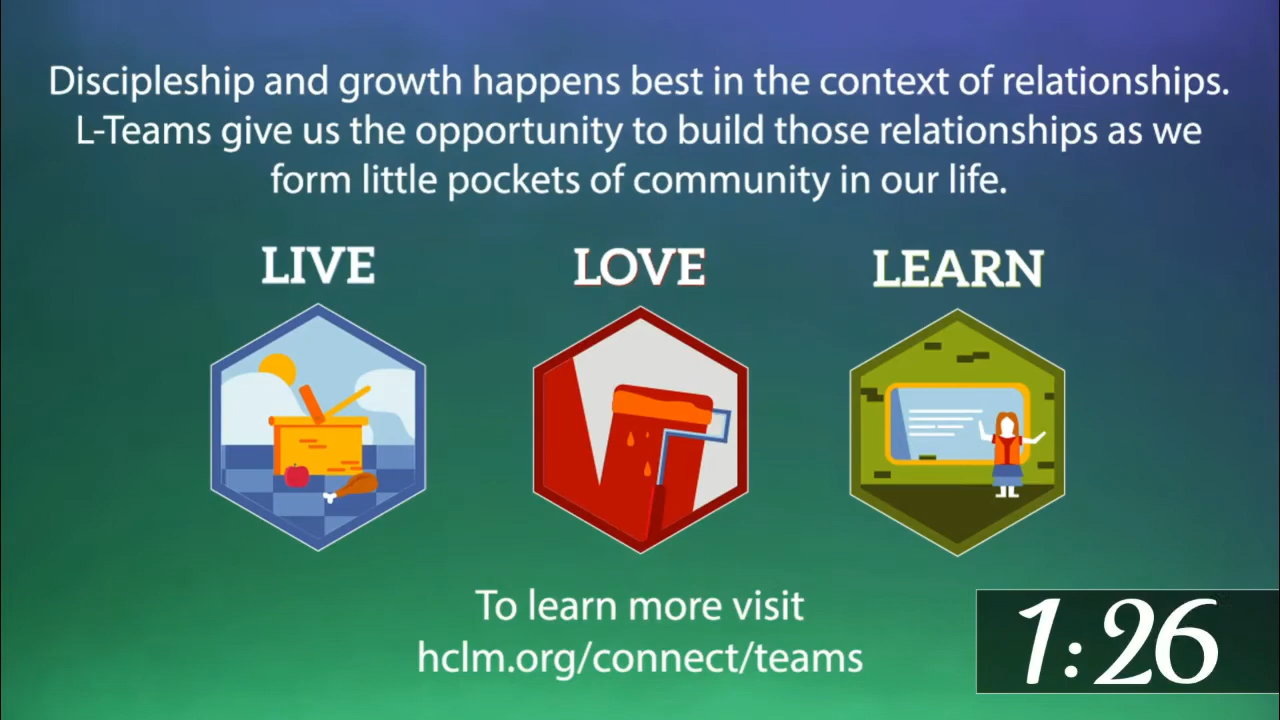 Discipleship and growth happens best in the context of relationships.
L-Teams give us the opportunity to build those relationships as we
form little pockets of community in our life.
LIVE
LOVE
LEARN
To learn more visit
hclm.org/connect/teams
1:26